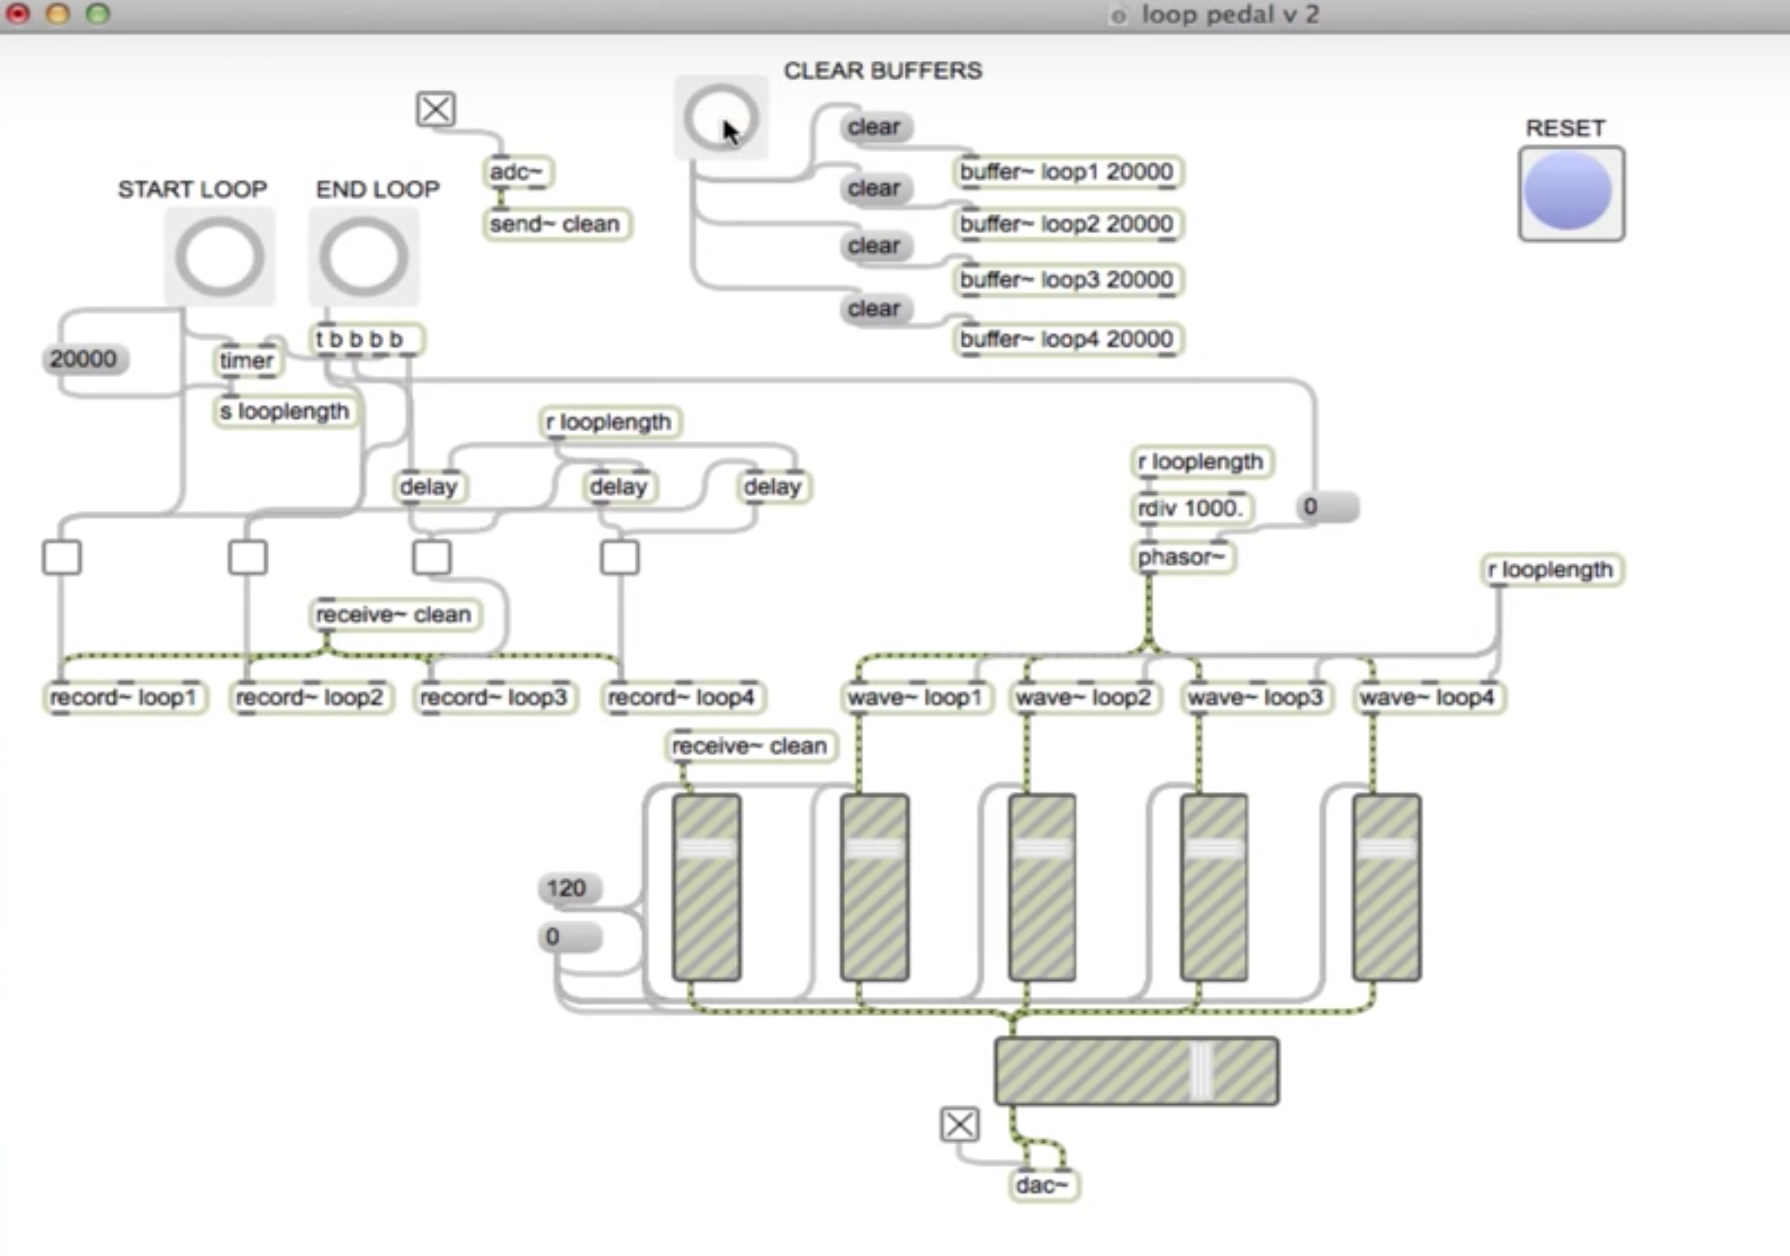 loop pedal v 2
CLEAR BUFFERS
clear
RESET
adc~
buffer~ loop1 20000
START LOOP
END LOOP
clear
send~ clean
buffer~ loop2 20000
clear
buffer~ loop3 20000
clear
t b b b b
buffer~ loop4 20000
20000
timer
s looplength
r looplength
r looplength
delay
delay
delay
rdiv 1000.
0
phasor~
r looplength
receive~ clean
record~ loop1
record~ loop2
record~ loop3
record~ loop4
wave~ loop1
wave~ loop2
wave~ loop3
wave~ loop4
receive~ clean
120
0
dac~